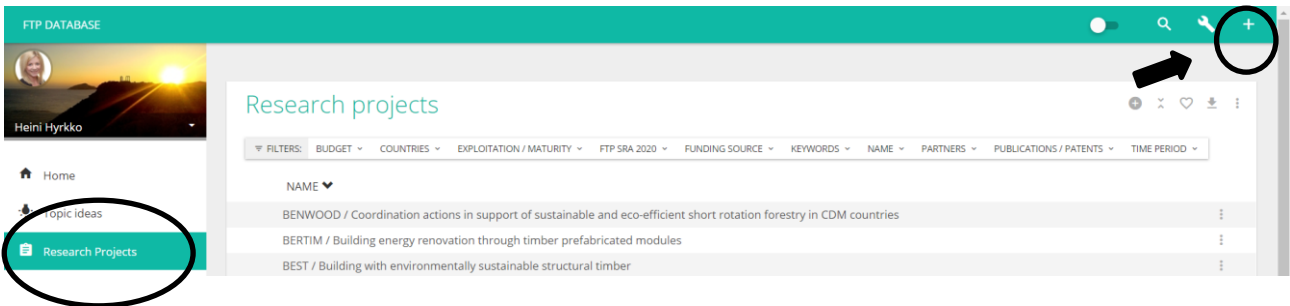 FTP DATABASE
Heini Hyrkko
Home
Topic ideas
Research Projects
Research projects
FILTERS: BUDGET COUNTRIES EXPLOITATION / MATURITY FTP SRA 2020 FUNDING SOURCE KEYWORDS NAME PARTNERS PUBLICATIONS / PATENTS TIME PERIOD
NAME
BENWOOD / Coordination actions in support of sustainable and eco-efficient short rotation forestry in CDM countries
BERTIM / Building energy renovation through timber prefabricated modules
BEST / Building with environmentally sustainable structural timber